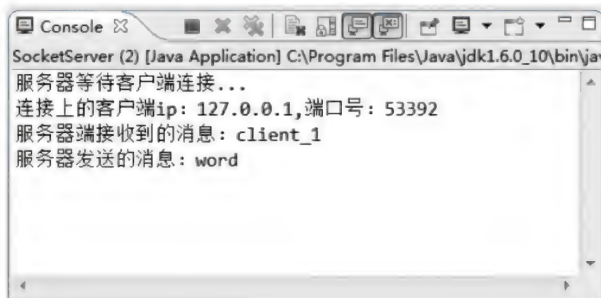 Console
SocketServer (2) [Java Application] C:\Program Files\Java\jdk1.6.0_10\bin\jav
服务器等待客户端连接...
连接上的客户端ip: 127.0.0.1,端口号: 53392
服务器端接收到的消息: client_1
服务器发送的消息: word